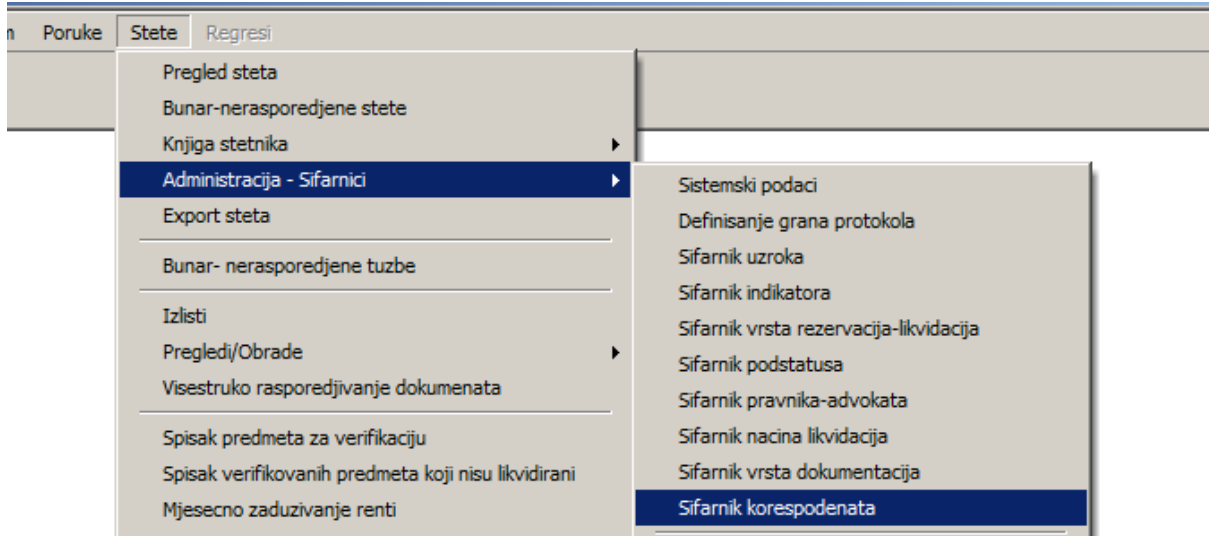 Poruke Stete Regresi
Pregled steta
Bunar-nerasporedjene stete
Knjiga stetnika
Administracija - Sifarnici
Export steta
Bunar- nerasporedjene tuzbe
Izlisti
Pregledi/Obrade
Visestruko rasporedjivanje dokumenata
Spisak predmeta za verifikaciju
Spisak verifikovanih predmeta koji nisu likvidirani
Mjesecno zaduzivanje renti
Sistemski podaci
Definisanje grana protokola
Sifarnik uzroka
Sifarnik indikatora
Sifarnik vrsta rezervacija-likvidacija
Sifarnik podstatusa
Sifarnik pravnika-advokata
Sifarnik nacina likvidacija
Sifarnik vrsta dokumentacija
Sifarnik korespodenata